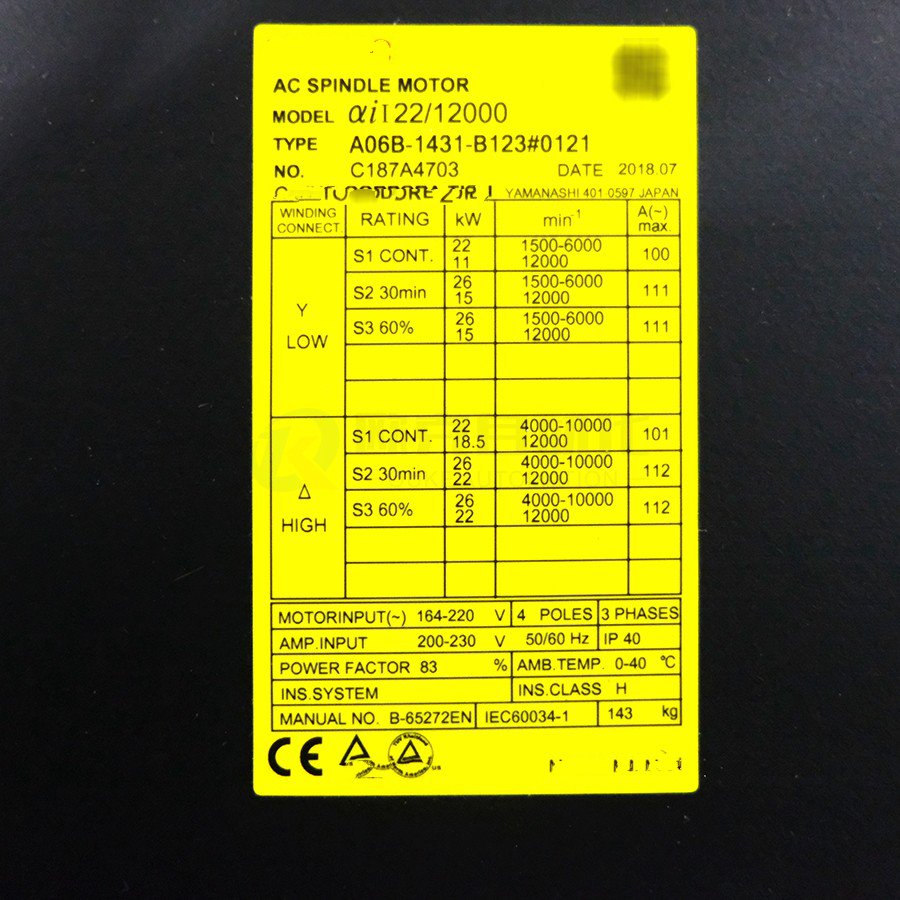 AC SPINDLE MOTOR
MODEL αiI22/12000
TYPE A06B-1431-B123#0121
NO. C187A4703 DATE 2018.07
YAMANASHI 401 0597 JAPAN
WINDING CONNECT. RATING kW min-1 A(~) max.
Y LOW
S1 CONT. 22 1500-6000 100
11 12000
S2 30min 26 1500-6000 111
15 12000
S3 60% 26 1500-6000 111
15 12000
Δ HIGH
S1 CONT. 22 4000-10000 101
18.5 12000
S2 30min 26 4000-10000 112
22 12000
S3 60% 26 4000-10000 112
22 12000
MOTORINPUT(~) 164-220 V 4 POLES 3 PHASES
AMP.INPUT 200-230 V 50/60 Hz IP 40
POWER FACTOR 83 % AMB.TEMP. 0-40 ℃
INS.SYSTEM INS.CLASS H
MANUAL NO. B-65272EN IEC60034-1 143 kg
CE